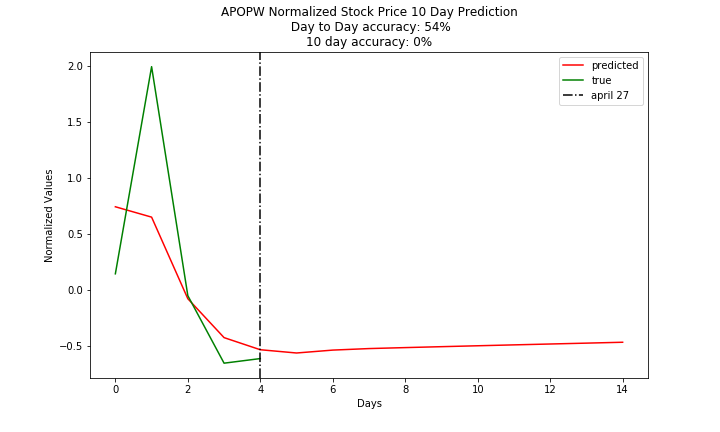 APOPW Normalized Stock Price 10 Day Prediction
Day to Day accuracy: 54%
10 day accuracy: 0%
predicted
true
april 27
2.0
1.5
1.0
0.5
0.0
−0.5
Normalized Values
0 2 4 6 8 10 12 14
Days